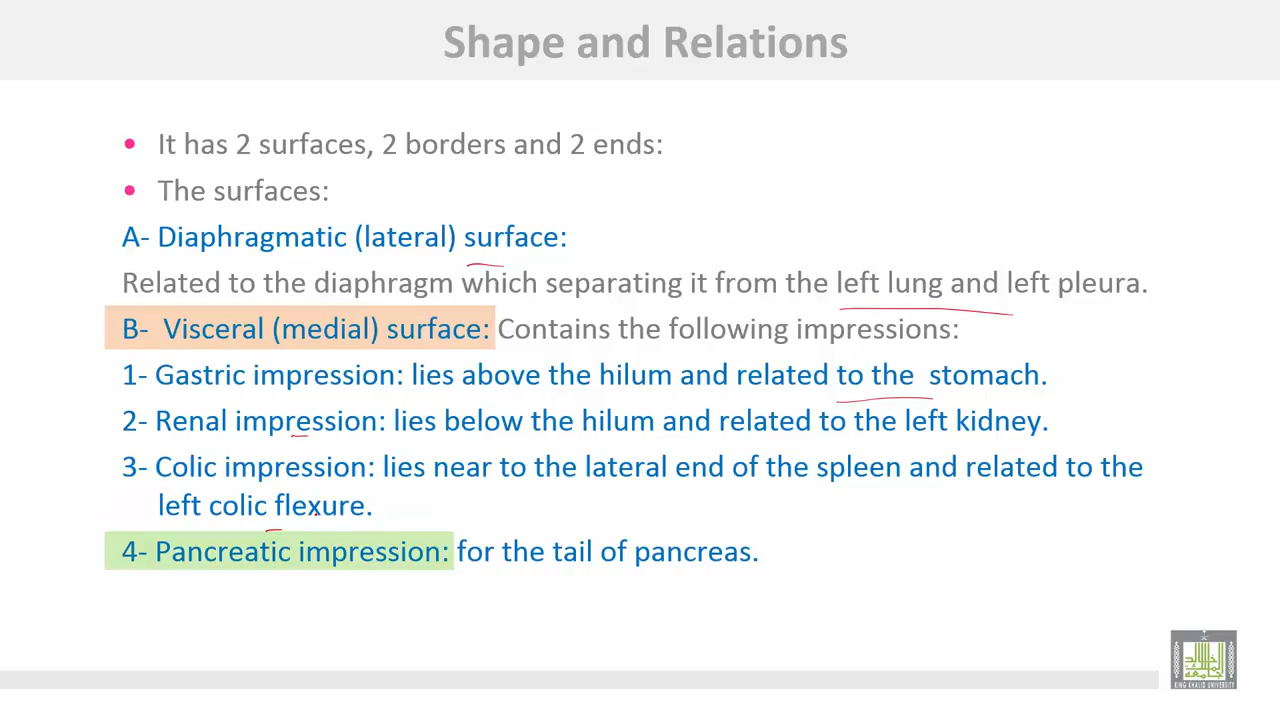 Shape and Relations
• It has 2 surfaces, 2 borders and 2 ends:
• The surfaces:
A- Diaphragmatic (lateral) surface:
Related to the diaphragm which separating it from the left lung and left pleura.
B- Visceral (medial) surface: Contains the following impressions:
1- Gastric impression: lies above the hilum and related to the stomach.
2- Renal impression: lies below the hilum and related to the left kidney.
3- Colic impression: lies near to the lateral end of the spleen and related to the
left colic flexure.
4- Pancreatic impression: for the tail of pancreas.
KING KHALID UNIVERSITY